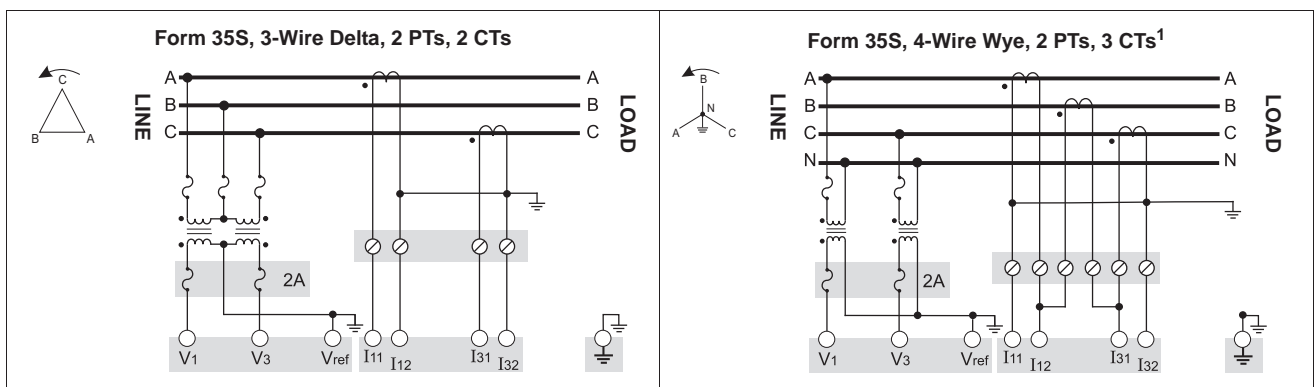 Form 35S, 3-Wire Delta, 2 PTs, 2 CTs
C
B
A
LINE
A
B
C
A
B
C
LOAD
2A
V1
V3
Vref
I11
I12
I31
I32
Form 35S, 4-Wire Wye, 2 PTs, 3 CTs1
B
N
A
C
LINE
A
B
C
N
A
B
C
N
LOAD
2A
V1
V3
Vref
I11
I12
I31
I32